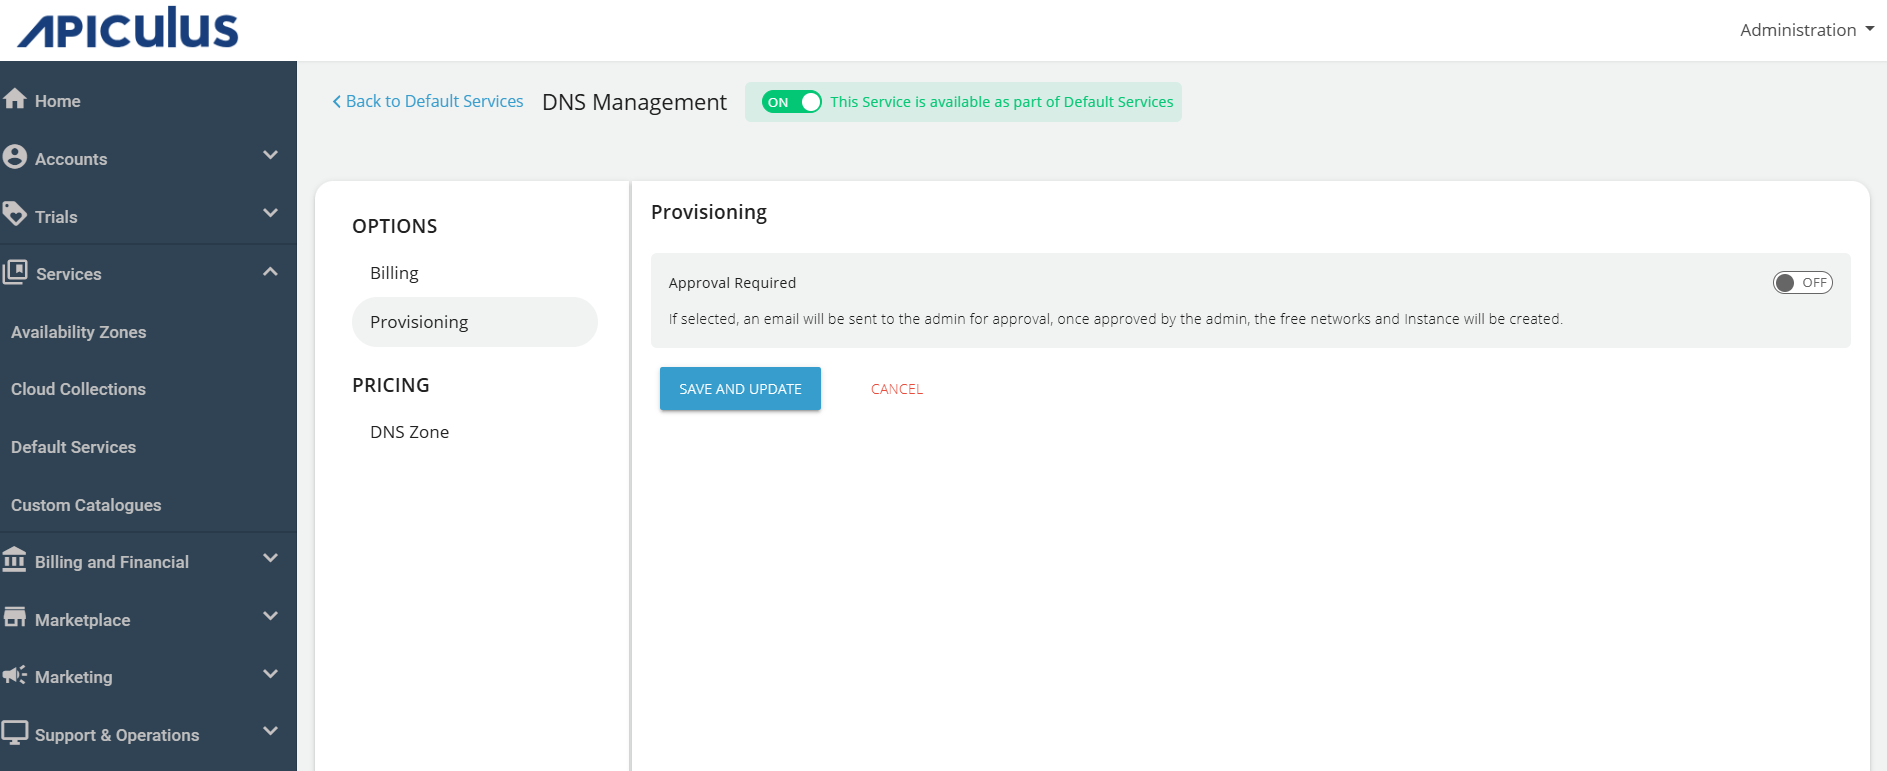 APICULUS
Administration
Home
Accounts
Trials
Services
Availability Zones
Cloud Collections
Default Services
Custom Catalogues
Billing and Financial
Marketplace
Marketing
Support & Operations
Back to Default Services
DNS Management
ON
This Service is available as part of Default Services
OPTIONS
Billing
Provisioning
PRICING
DNS Zone
Provisioning
Approval Required
OFF
If selected, an email will be sent to the admin for approval, once approved by the admin, the free networks and Instance will be created.
SAVE AND UPDATE
CANCEL